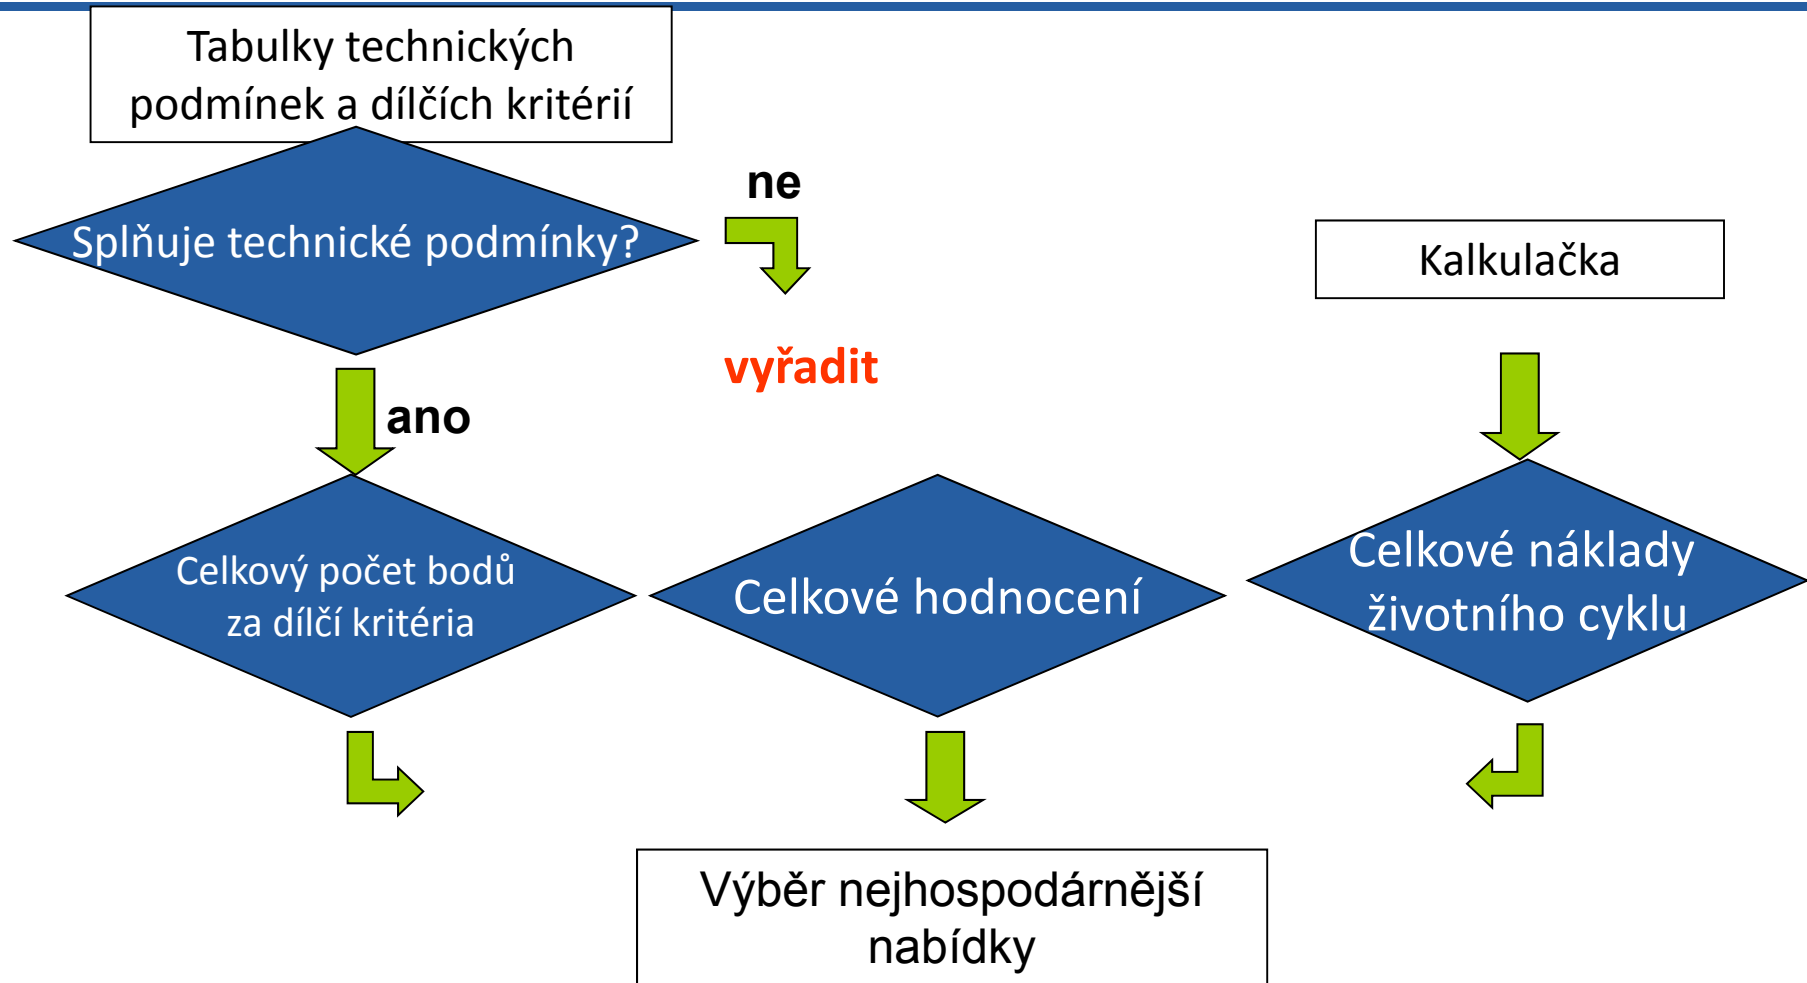 Tabulky technických
podmínek a dílčích kritérií
Splňuje technické podmínky?
ne
vyřadit
ano
Kalkulačka
Celkový počet bodů
za dílčí kritéria
Celkové hodnocení
Celkové náklady
životního cyklu
Výběr nejhospodárnější
nabídky